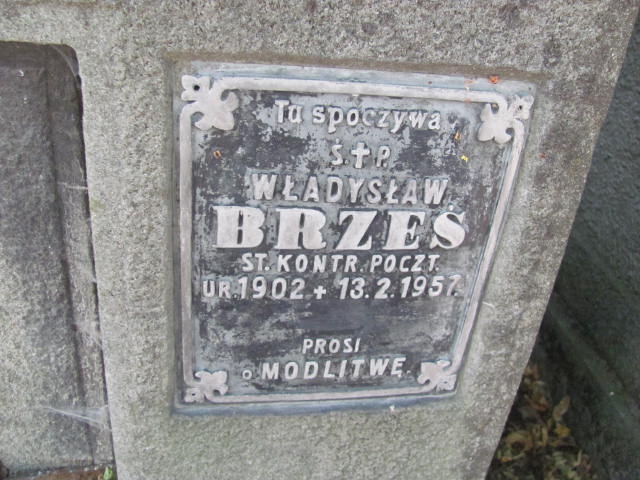 Tu spoczywa
Ś.✝P.
WŁADYSŁAW
BRZEŚ
ST. KONTR. POCZT.
UR. 1902 + 13.2.1957.
PROSI
O MODLITWĘ.